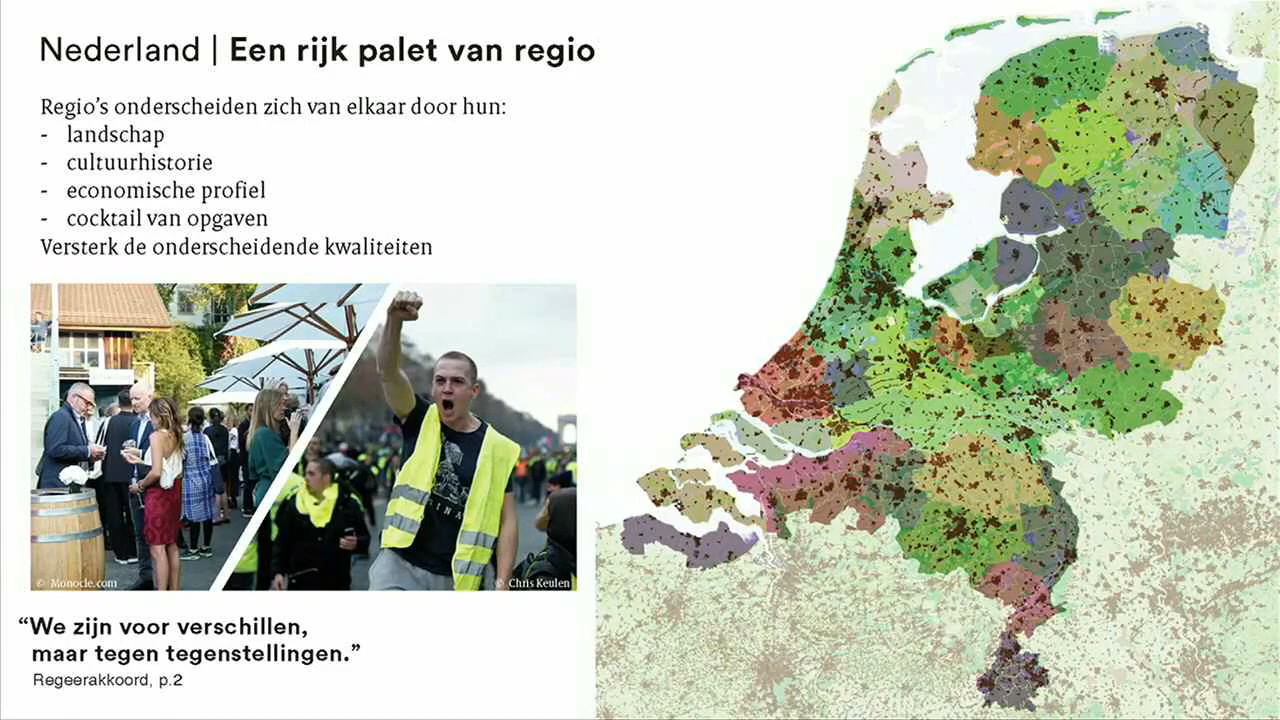 Nederland | Een rijk palet van regio
Regio's onderscheiden zich van elkaar door hun:
- landschap
- cultuurhistorie
- economische profiel
- cocktail van opgaven
Versterk de onderscheidende kwaliteiten
© Monocle.com
© Chris Keulen
“We zijn voor verschillen,
maar tegen tegenstellingen.”
Regeerakkoord, p.2